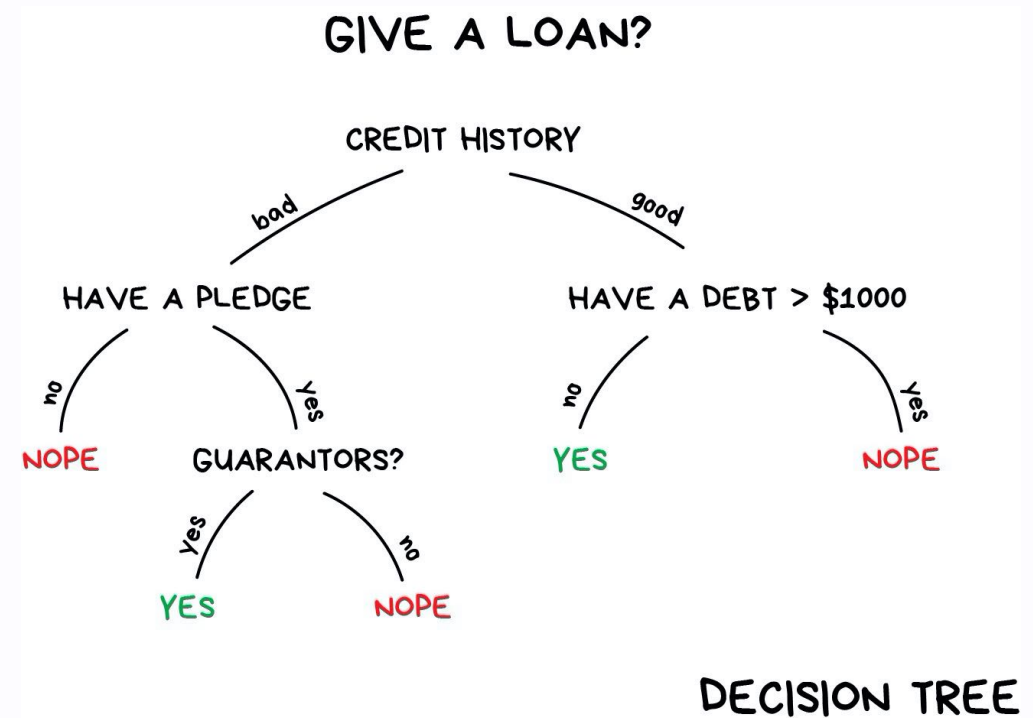 GIVE A LOAN?
CREDIT HISTORY
bad
good
HAVE A PLEDGE
HAVE A DEBT > $1000
no
yes
no
yes
NOPE
GUARANTORS?
YES
NOPE
yes
no
YES
NOPE
DECISION TREE